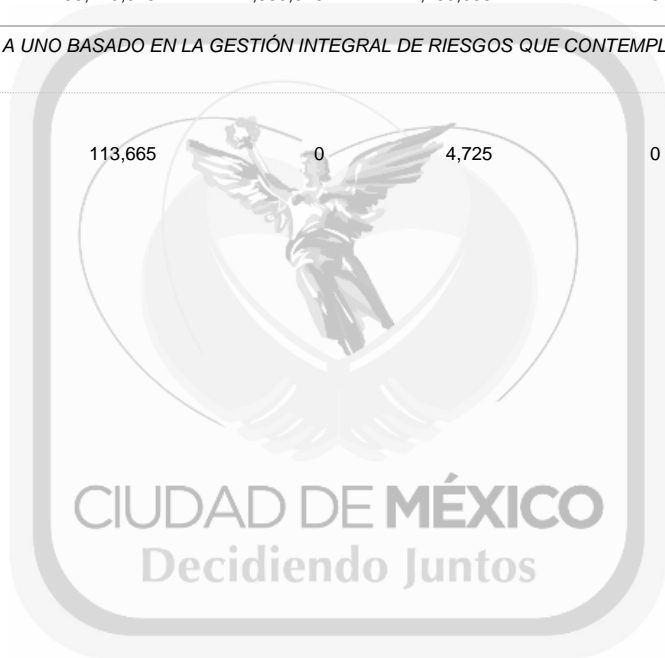 A UNO BASADO EN LA GESTIÓN INTEGRAL DE RIESGOS QUE CONTEMPL
113,665 0 4,725 0
CIUDAD DE MÉXICO
Decidiendo Juntos